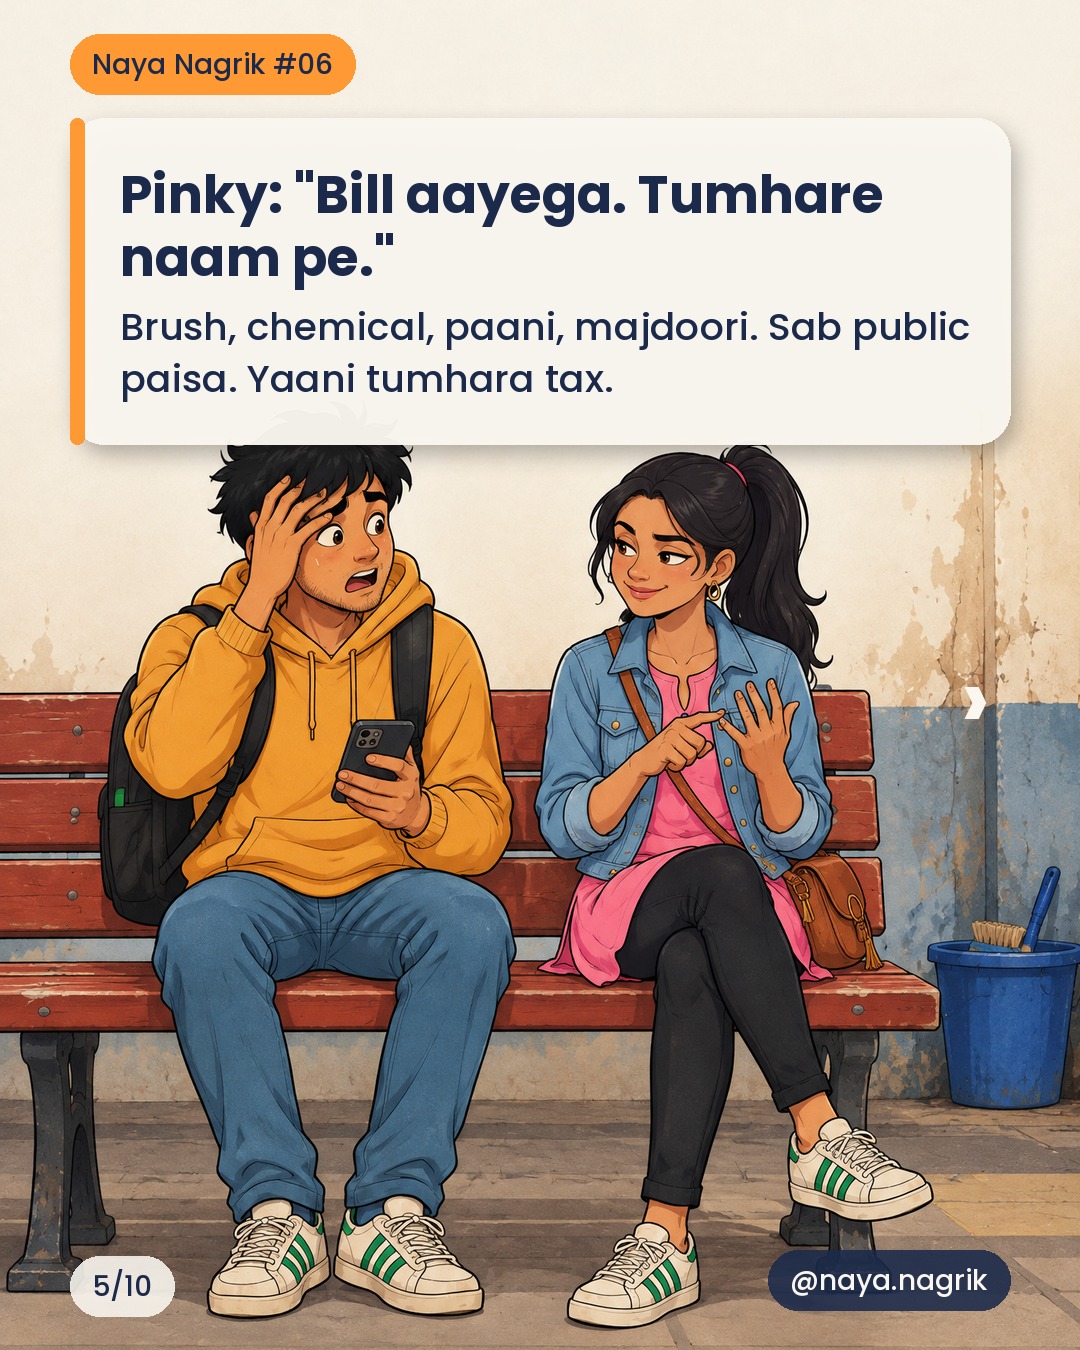 Naya Nagrik #06
Pinky: "Bill aayega. Tumhare
naam pe."
Brush, chemical, paani, majdoori. Sab public
paisa. Yaani tumhara tax.
5/10
@naya.nagrik